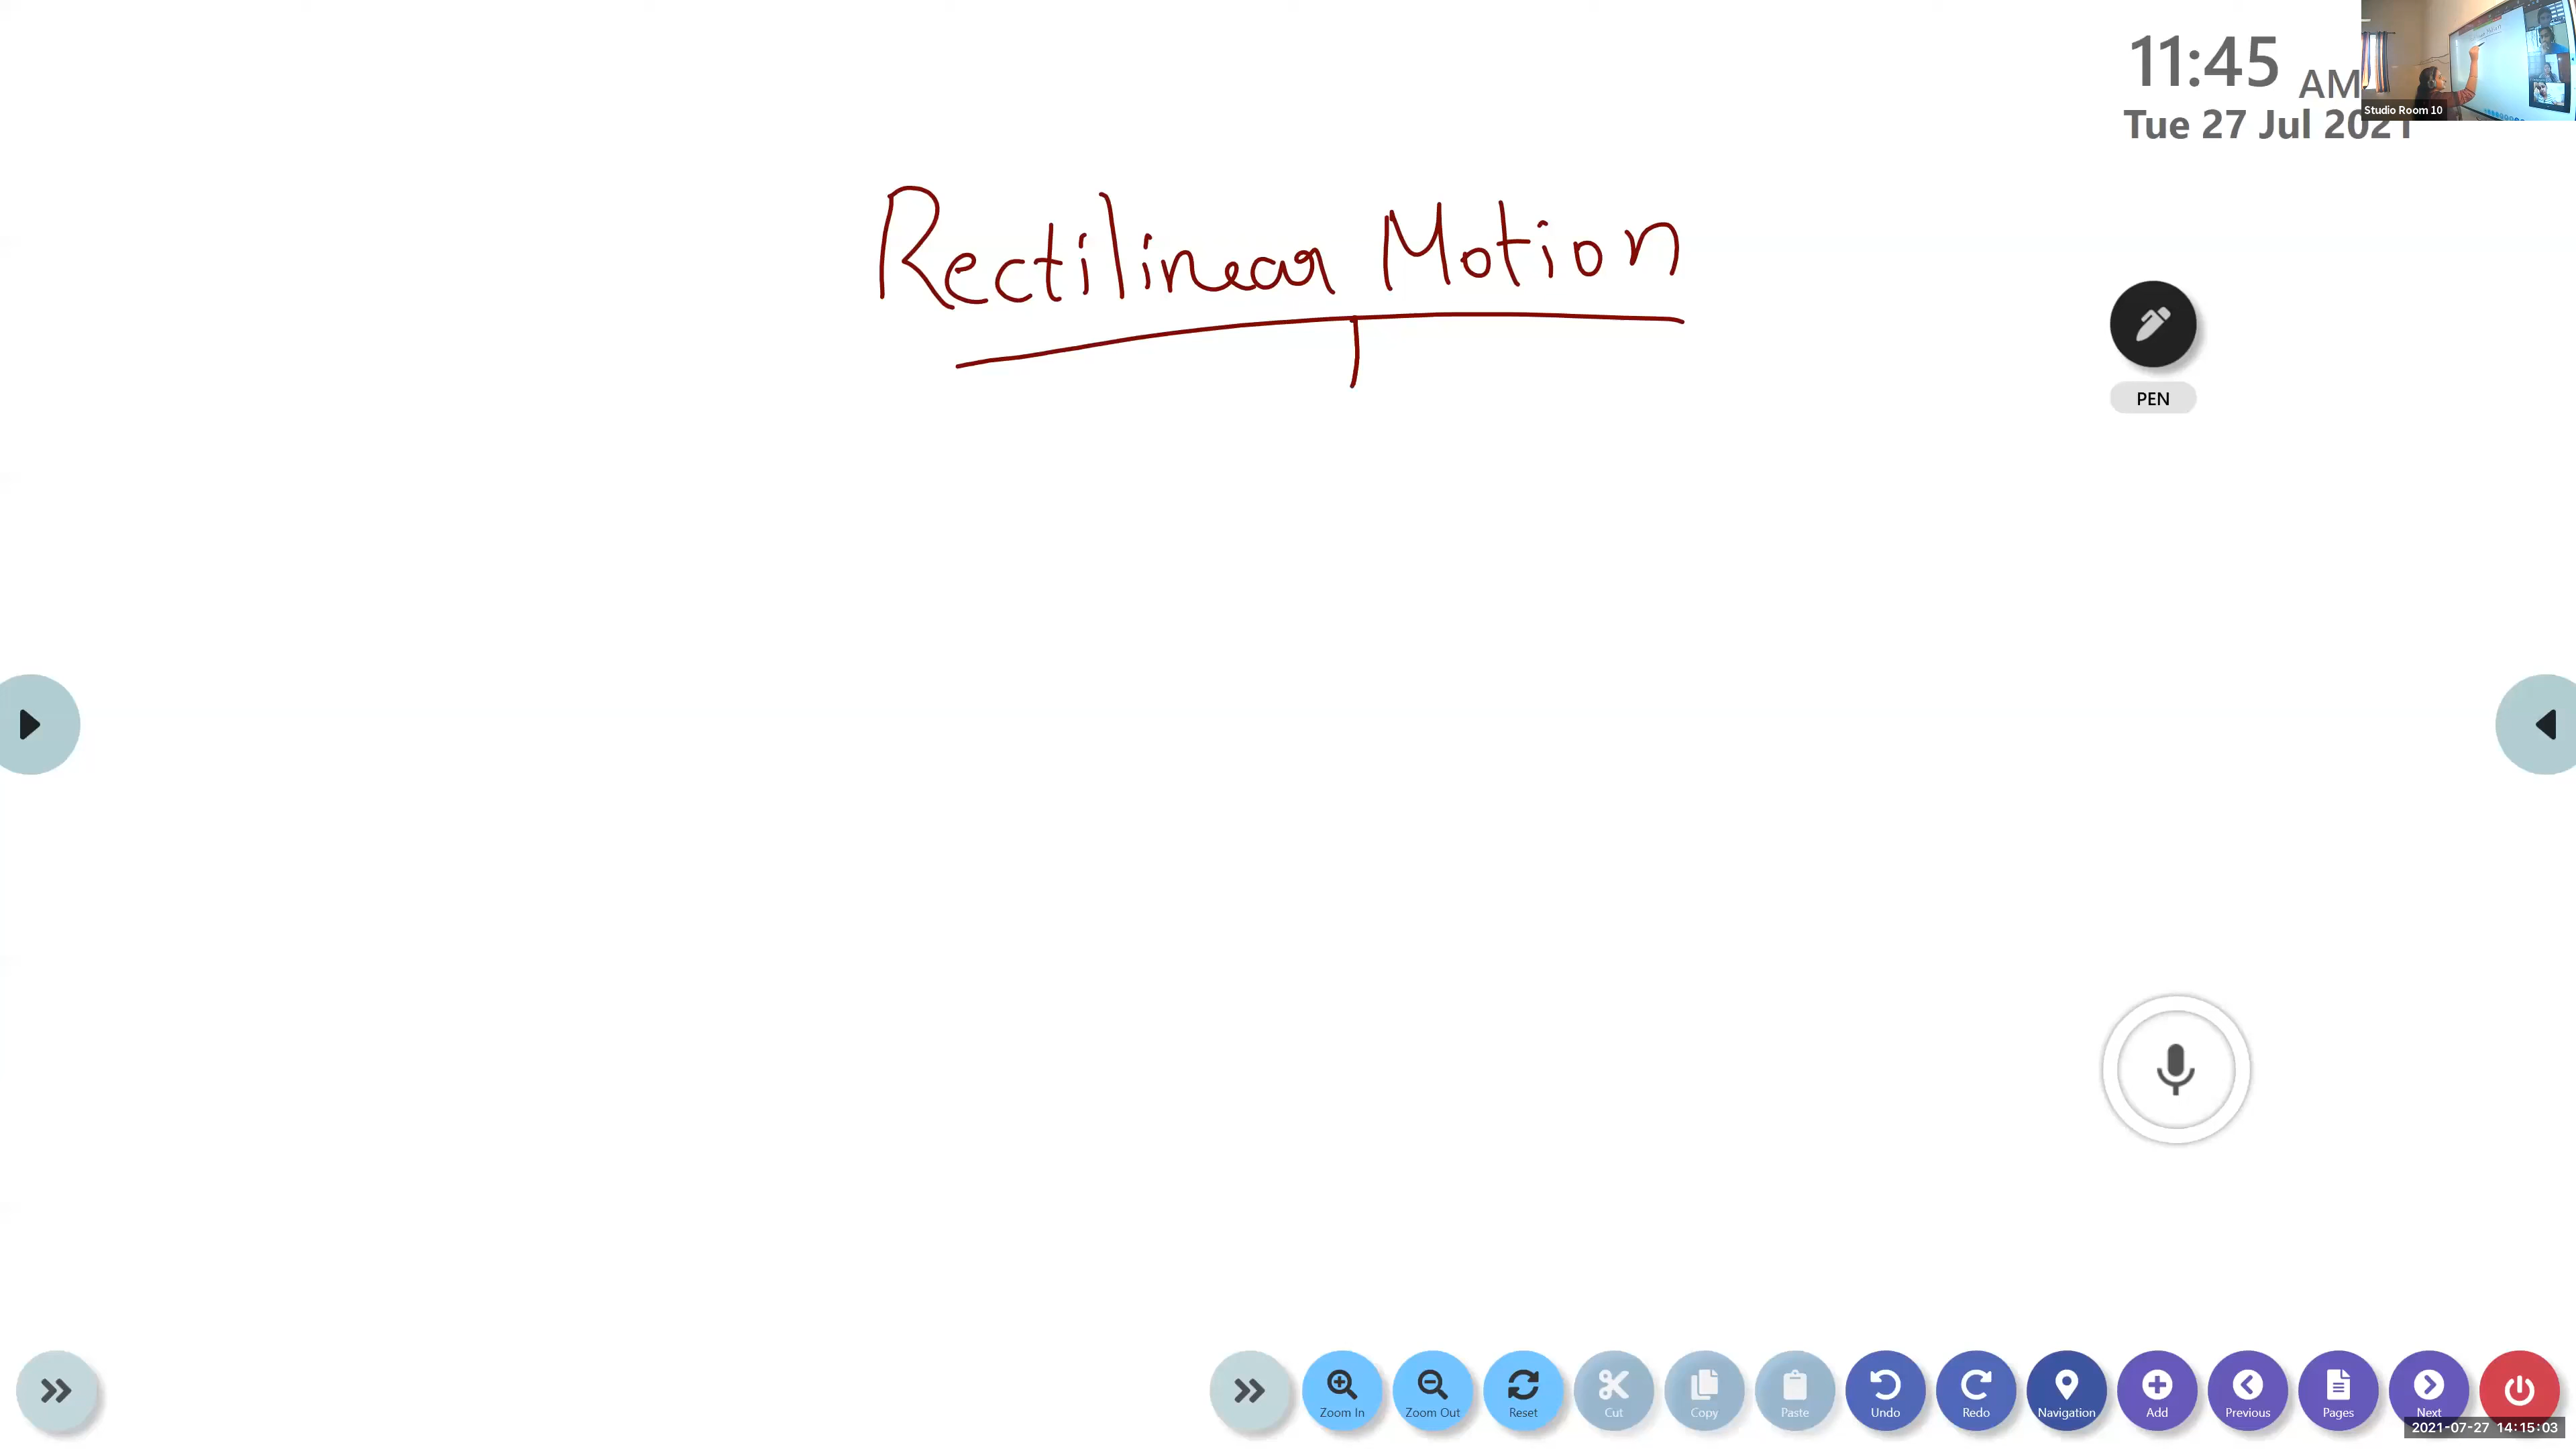 11:45 AM
Tue 27 Jul 2021
Studio Room 10
Rectilinear Motion
PEN
Zoom In
Zoom Out
Reset
Cut
Copy
Paste
Undo
Redo
Navigation
Add
Previous
Pages
Next
2021-07-27 14:15:03